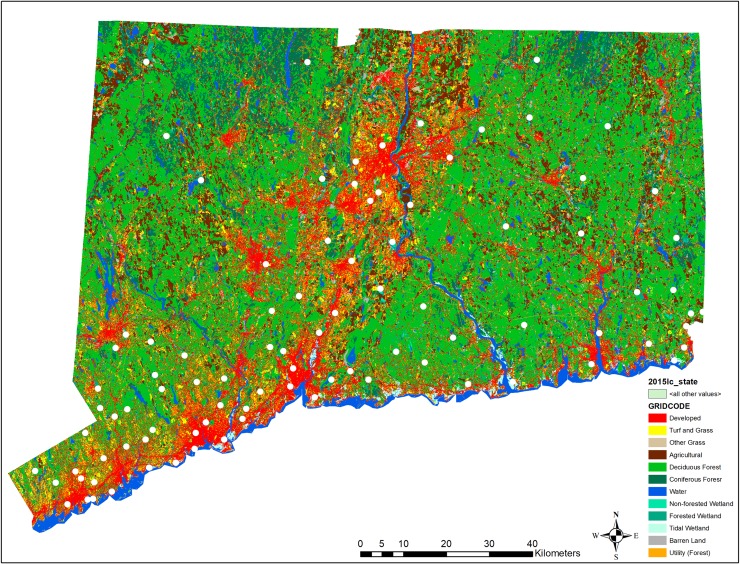 2015lc_state
<all other values>
GRIDCODE
Developed
Turf and Grass
Other Grass
Agricultural
Deciduous Forest
Coniferous Foresr
Water
Non-forested Wetland
Forested Wetland
Tidal Wetland
Barren Land
Utility (Forest)
N
W E
S
0 5 10 20 30 40
Kilometers